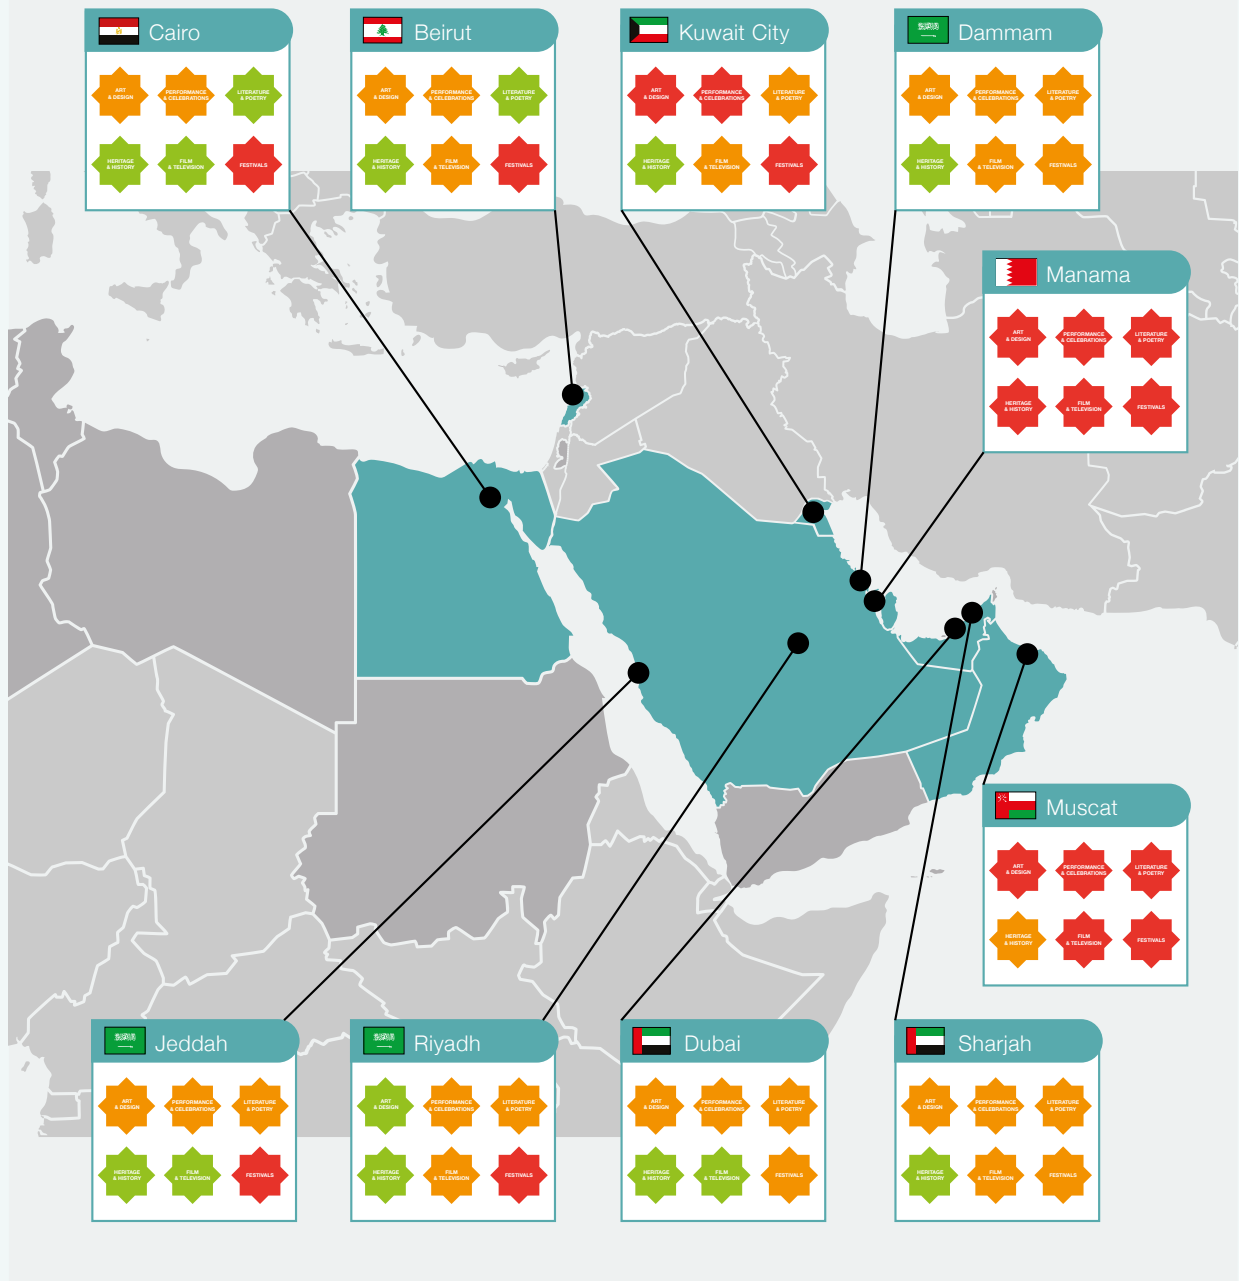 Cairo
ART
& DESIGN
PERFORMANCE
& CELEBRATIONS
LITERATURE
& POETRY
HERITAGE
& HISTORY
FILM
& TELEVISION
FESTIVALS
Beirut
ART
& DESIGN
PERFORMANCE
& CELEBRATIONS
LITERATURE
& POETRY
HERITAGE
& HISTORY
FILM
& TELEVISION
FESTIVALS
Kuwait City
ART
& DESIGN
PERFORMANCE
& CELEBRATIONS
LITERATURE
& POETRY
HERITAGE
& HISTORY
FILM
& TELEVISION
FESTIVALS
Dammam
ART
& DESIGN
PERFORMANCE
& CELEBRATIONS
LITERATURE
& POETRY
HERITAGE
& HISTORY
FILM
& TELEVISION
FESTIVALS
Manama
ART
& DESIGN
PERFORMANCE
& CELEBRATIONS
LITERATURE
& POETRY
HERITAGE
& HISTORY
FILM
& TELEVISION
FESTIVALS
Muscat
ART
& DESIGN
PERFORMANCE
& CELEBRATIONS
LITERATURE
& POETRY
HERITAGE
& HISTORY
FILM
& TELEVISION
FESTIVALS
Jeddah
ART
& DESIGN
PERFORMANCE
& CELEBRATIONS
LITERATURE
& POETRY
HERITAGE
& HISTORY
FILM
& TELEVISION
FESTIVALS
Riyadh
ART
& DESIGN
PERFORMANCE
& CELEBRATIONS
LITERATURE
& POETRY
HERITAGE
& HISTORY
FILM
& TELEVISION
FESTIVALS
Dubai
ART
& DESIGN
PERFORMANCE
& CELEBRATIONS
LITERATURE
& POETRY
HERITAGE
& HISTORY
FILM
& TELEVISION
FESTIVALS
Sharjah
ART
& DESIGN
PERFORMANCE
& CELEBRATIONS
LITERATURE
& POETRY
HERITAGE
& HISTORY
FILM
& TELEVISION
FESTIVALS